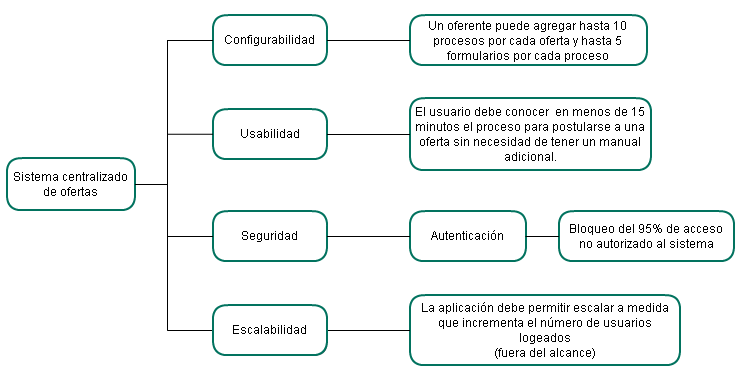 Sistema centralizado
de ofertas
Configurabilidad
Un oferente puede agregar hasta 10
procesos por cada oferta y hasta 5
formularios por cada proceso
Usabilidad
El usuario debe conocer en menos de 15
minutos el proceso para postularse a una
oferta sin necesidad de tener un manual
adicional.
Seguridad
Autenticación
Bloqueo del 95% de acceso
no autorizado al sistema
Escalabilidad
La aplicación debe permitir escalar a medida
que incrementa el número de usuarios
logeados
(fuera del alcance)